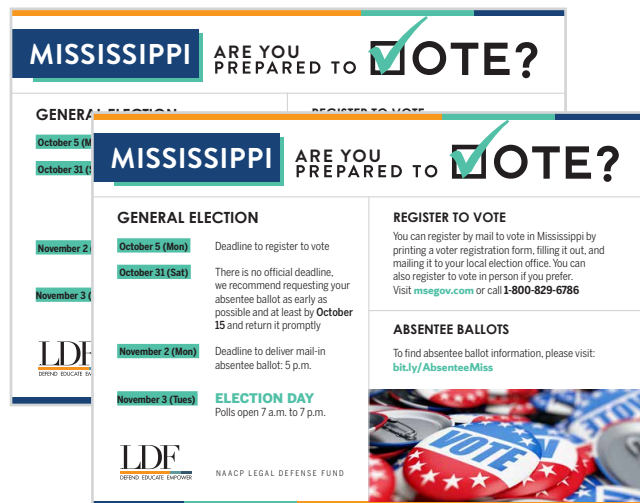 MISSISSIPPI
ARE YOU
PREPARED TO VOTE?
GENERAL ELECTION
REGISTER TO VOTE
October 5 (M
October 31 (S
November 2
November 3 (
LDF
DEFEND EDUCATE EM
MISSISSIPPI
ARE YOU
PREPARED TO VOTE?
GENERAL ELECTION
October 5 (Mon)
Deadline to register to vote
October 31 (Sat)
There is no official deadline,
we recommend requesting your
absentee ballot as early as
possible and at least by October
15 and return it promptly
November 2 (Mon)
Deadline to deliver mail-in
absentee ballot: 5 p.m.
November 3 (Tues)
ELECTION DAY
Polls open 7 a.m. to 7 p.m.
LDF
DEFEND EDUCATE EMPOWER
NAACP LEGAL DEFENSE FUND
REGISTER TO VOTE
You can register by mail to vote in Mississippi by
printing a voter registration form, filling it out, and
mailing it to your local election office. You can
also register to vote in person if you prefer.
Visit msegov.com or call 1-800-829-6786
ABSENTEE BALLOTS
To find absentee ballot information, please visit:
bit.ly/AbsenteeMiss
VOTE